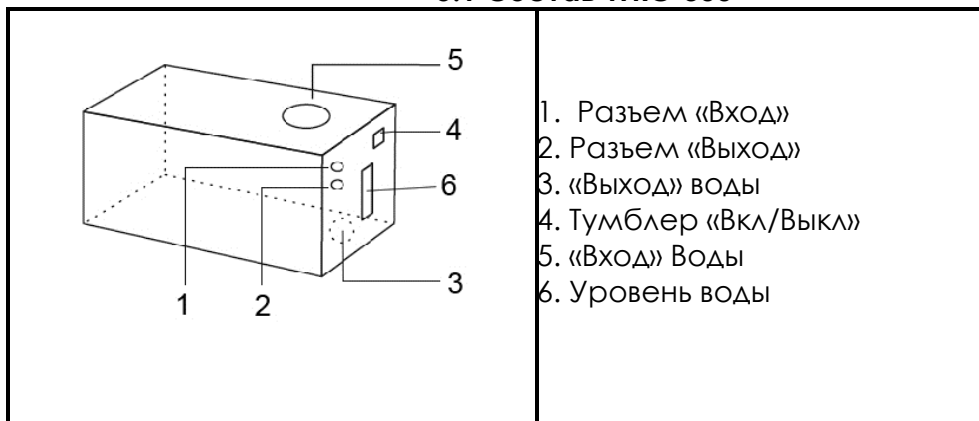 5
4
6
3
1 2
1. Разъем «Вход»
2. Разъем «Выход»
3. «Выход» воды
4. Тумблер «Вкл/Выкл»
5. «Вход» Воды
6. Уровень воды